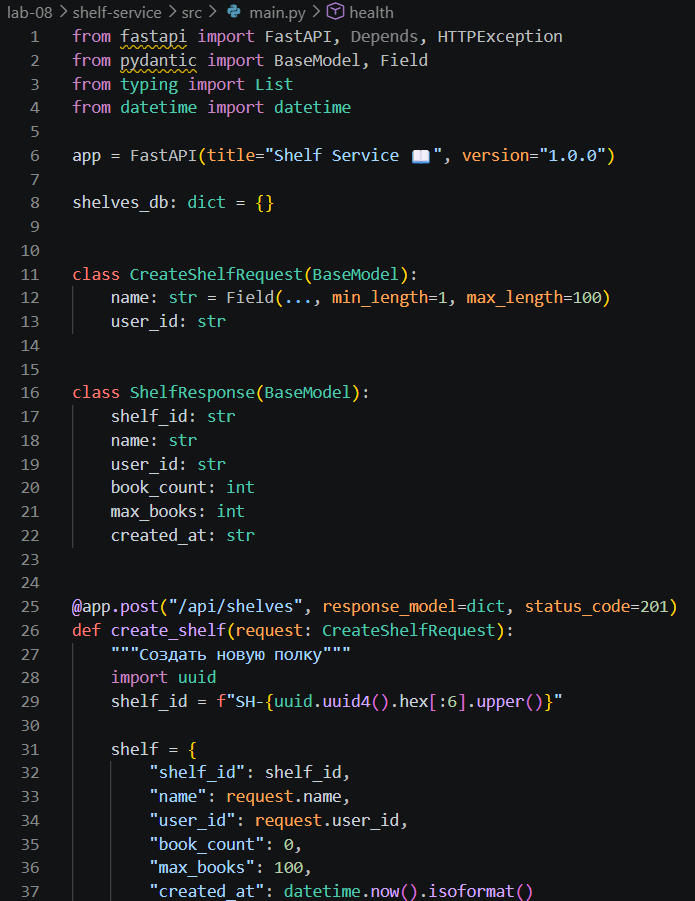 lab-08 > shelf-service > src > main.py > health
1 from fastapi import FastAPI, Depends, HTTPException
2 from pydantic import BaseModel, Field
3 from typing import List
4 from datetime import datetime
5
6 app = FastAPI(title="Shelf Service 📖", version="1.0.0")
7
8 shelves_db: dict = {}
9
10
11 class CreateShelfRequest(BaseModel):
12     name: str = Field(..., min_length=1, max_length=100)
13     user_id: str
14
15
16 class ShelfResponse(BaseModel):
17     shelf_id: str
18     name: str
19     user_id: str
20     book_count: int
21     max_books: int
22     created_at: str
23
24
25 @app.post("/api/shelves", response_model=dict, status_code=201)
26 def create_shelf(request: CreateShelfRequest):
27     """Создать новую полку"""
28     import uuid
29     shelf_id = f"SH-{uuid.uuid4().hex[:6].upper()}"
30
31     shelf = {
32         "shelf_id": shelf_id,
33         "name": request.name,
34         "user_id": request.user_id,
35         "book_count": 0,
36         "max_books": 100,
37         "created_at": datetime.now().isoformat()